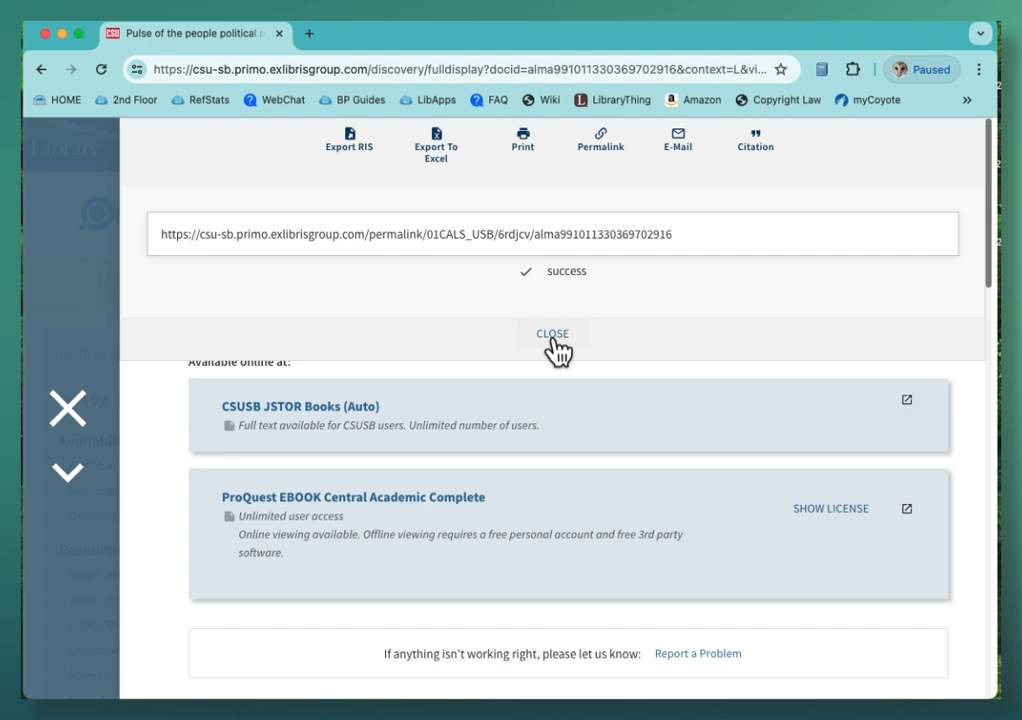 CSU Pulse of the people political r
https://csu-sb.primo.exlibrisgroup.com/discovery/fulldisplay?docid=alma991011330369702916&context=L&vi...
Paused
HOME 2nd Floor RefStats WebChat BP Guides LibApps FAQ Wiki LibraryThing Amazon Copyright Law myCoyote
Library
Export RIS
Export To
Excel
Print
Permalink
E-Mail
Citation
https://csu-sb.primo.exlibrisgroup.com/permalink/01CALS_USB/6rdjcv/alma991011330369702916
success
CLOSE
Available online at:
CSUSB JSTOR Books (Auto)
Full text available for CSUSB users. Unlimited number of users.
ProQuest EBOOK Central Academic Complete
Unlimited user access
SHOW LICENSE
Online viewing available. Offline viewing requires a free personal account and free 3rd party
software.
If anything isn't working right, please let us know: Report a Problem